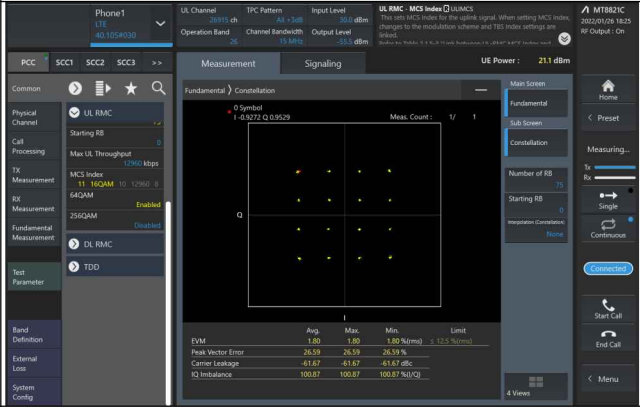 Phone1
LTE
40.105#030
UL Channel
26915 ch
TPC Pattern
All +3dB
Input Level
30.0 dBm
Operation Band
26
Channel Bandwidth
15 MHz
Output Level
-55.5 dBm
UL RMC - MCS Index UL/MCS
This sets MCS Index for the uplink signal. When setting MCS Index,
changes to the modulation scheme and TBS Index settings are
linked.
MT8821C
2022/01/26 18:25
RF Output : On
PCC
SCC1
SCC2
SCC3
>>
Measurement
Signaling
UE Power : 21.1 dBm
Common
Physical
Channel
Call
Processing
TX
Measurement
RX
Measurement
Fundamental
Measurement
Test
Parameter
Band
Definition
External
Loss
System
Config
UL RMC
75
Starting RB
0
Max UL Throughput
12960 kbps
MCS Index
11 16QAM 10 12960 8
64QAM
Enabled
256QAM
Disabled
DL RMC
TDD
Fundamental ⟩ Constellation
0 Symbol
I -0.9272 Q 0.9529
Meas. Count : 1/ 1
Q
I
Avg. Max. Min. Limit
EVM 1.80 1.80 1.80 %(rms) ≤ 12.5 %(rms)
Peak Vector Error 26.59 26.59 26.59 %
Carrier Leakage -61.67 -61.67 -61.67 dBc
IQ Imbalance 100.87 100.87 100.87 %(I/Q)
Main Screen
Fundamental
Sub Screen
Constellation
Number of RB
75
Starting RB
0
Interpolation (Constellation)
None
4 Views
Home
Preset
Measuring...
Tx
Rx
Single
Continuous
Connected
Start Call
End Call
Menu